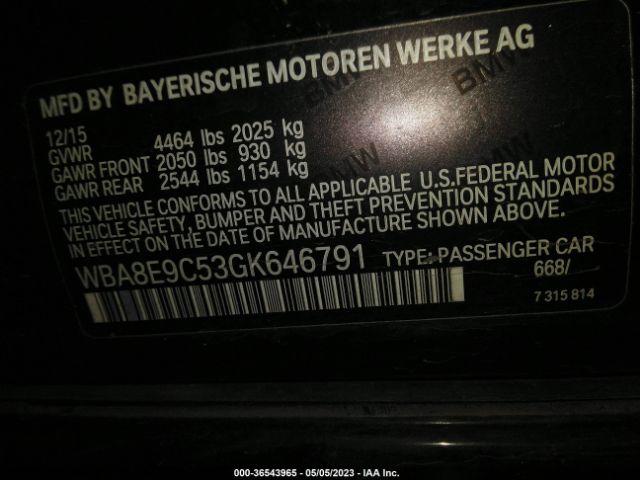 MFD BY BAYERISCHE MOTOREN WERKE AG
12/15
GVWR 4464 lbs 2025 kg
GAWR FRONT 2050 lbs 930 kg
GAWR REAR 2544 lbs 1154 kg
THIS VEHICLE CONFORMS TO ALL APPLICABLE U.S.FEDERAL MOTOR
VEHICLE SAFETY, BUMPER AND THEFT PREVENTION STANDARDS
IN EFFECT ON THE DATE OF MANUFACTURE SHOWN ABOVE.
WBA8E9C53GK646791 TYPE: PASSENGER CAR
668/
7 315 814
BMW
BMW
BMW
000-36543965 - 05/05/2023 - IAA Inc.